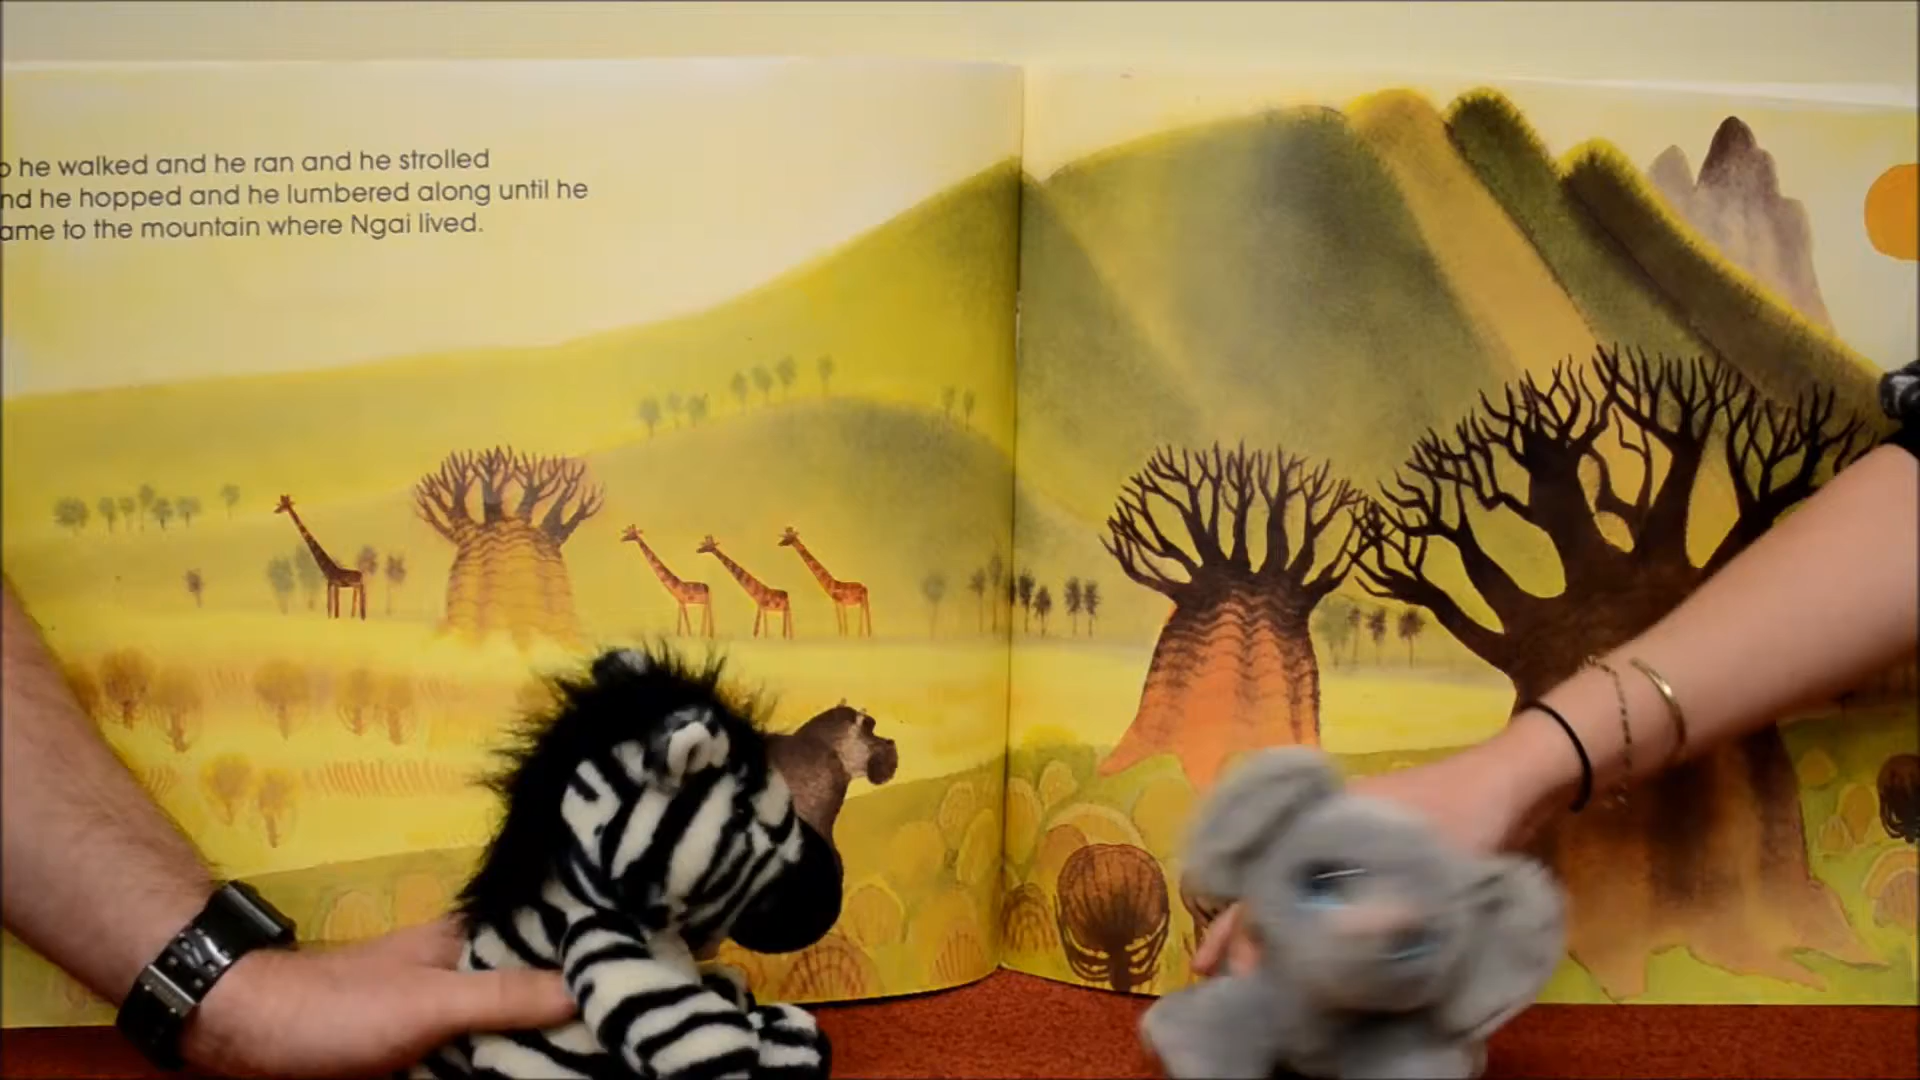 o he walked and he ran and he strolled
nd he hopped and he lumbered along until he
ame to the mountain where Ngai lived.